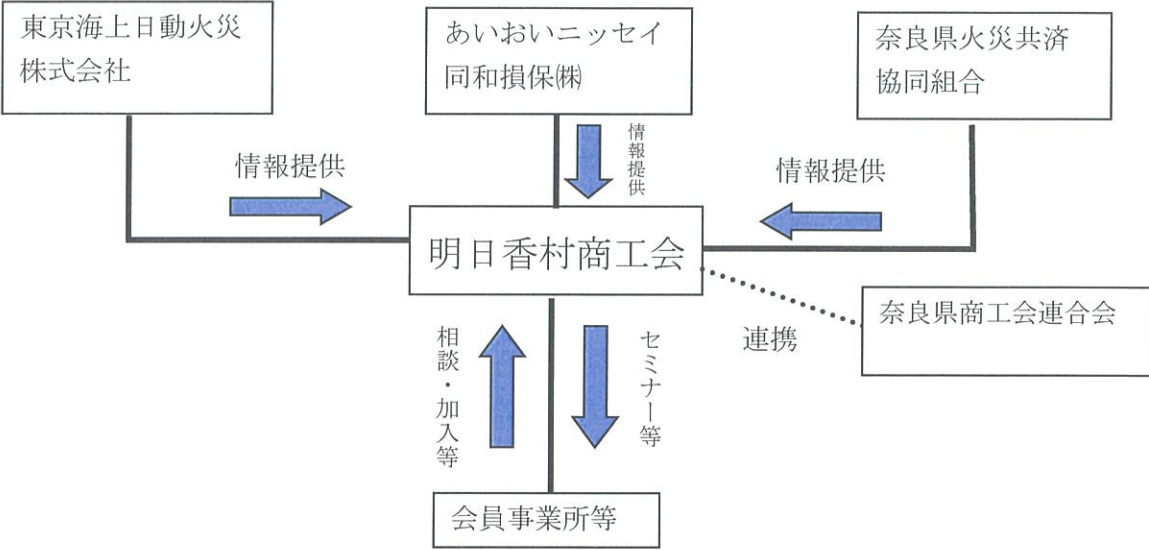 東京海上日動火災
株式会社
あいおいニッセイ
同和損保㈱
奈良県火災共済
協同組合
情報提供
情報提供
情報提供
明日香村商工会
奈良県商工会連合会
連携
相談・加入等
セミナー等
会員事業所等